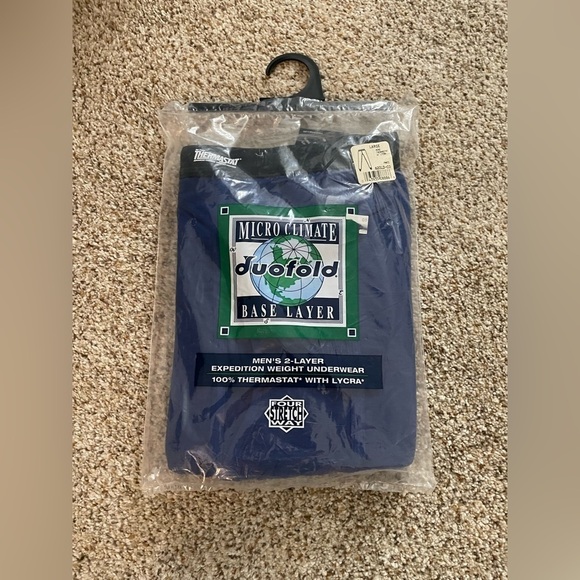 THERMASTAT
LARGE
MICRO CLIMATE
duofold
BASE LAYER
MEN'S 2-LAYER
EXPEDITION WEIGHT UNDERWEAR
100% THERMASTAT* WITH LYCRA*
FOUR
STRETCH
WAY